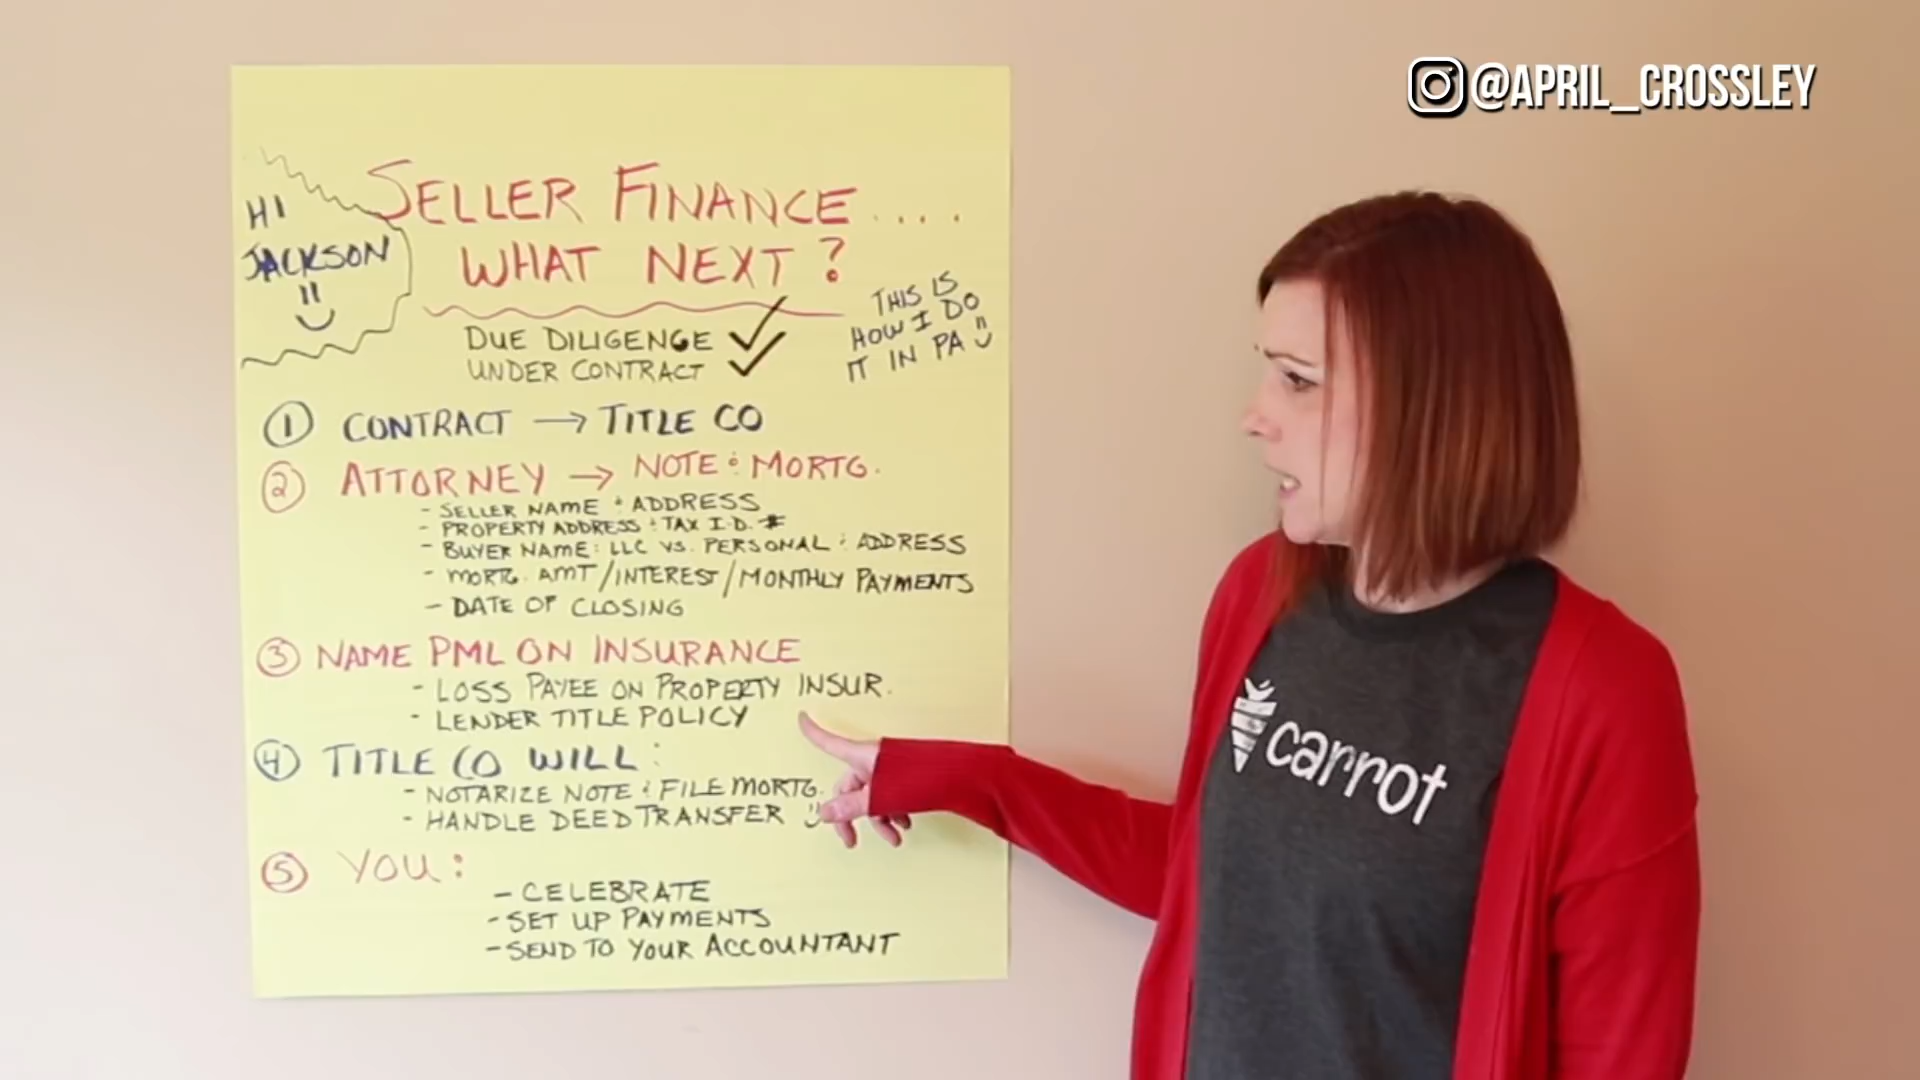 @APRIL_CROSSLEY
HI
JACKSON
SELLER FINANCE....
WHAT NEXT?
THIS IS
HOW I DO
IT IN PA
DUE DILIGENCE ✓
UNDER CONTRACT ✓
① CONTRACT → TITLE CO
② ATTORNEY → NOTE & MORTG.
- SELLER NAME & ADDRESS
- PROPERTY ADDRESS & TAX I.D. #
- BUYER NAME: LLC VS. PERSONAL & ADDRESS
- MORTG. AMT/INTEREST/MONTHLY PAYMENTS
- DATE OF CLOSING
③ NAME PML ON INSURANCE
- LOSS PAYEE ON PROPERTY INSUR.
- LENDER TITLE POLICY
④ TITLE CO WILL:
- NOTARIZE NOTE & FILE MORTG.
- HANDLE DEED TRANSFER
⑤ YOU:
- CELEBRATE
- SET UP PAYMENTS
- SEND TO YOUR ACCOUNTANT
carrot